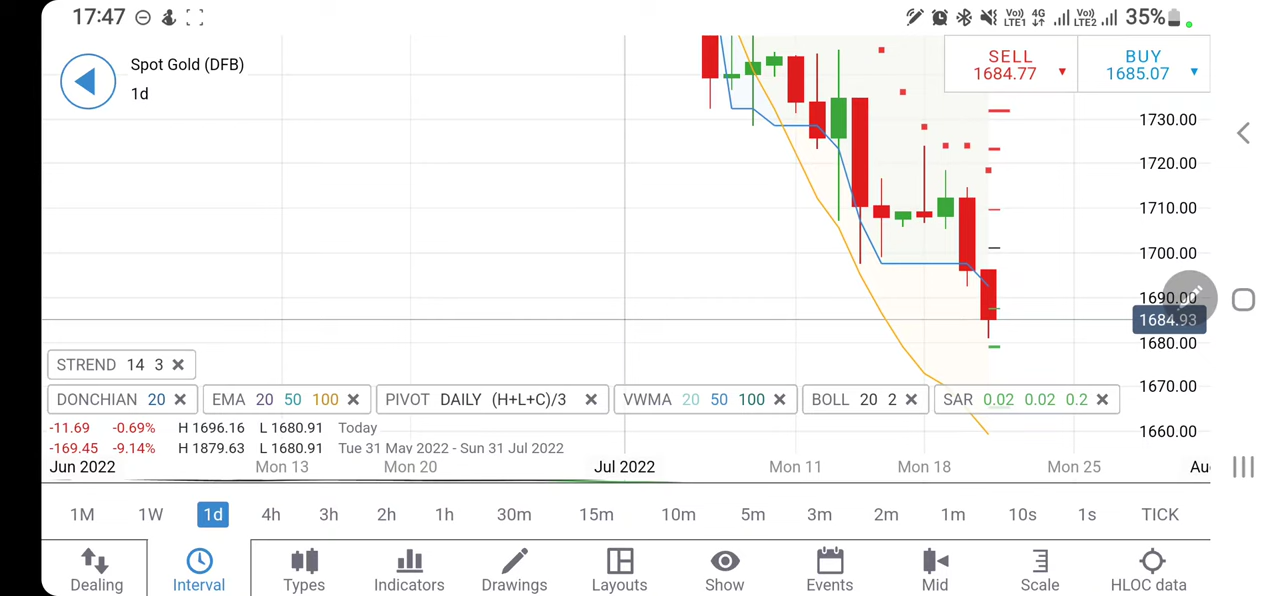 17:47 Vo)) LTE1 4G Vo)) LTE2 35%
Spot Gold (DFB)
1d
SELL
1684.77
BUY
1685.07
1730.00
1720.00
1710.00
1700.00
1690.00
1684.93
1680.00
1670.00
1660.00
STREND 14 3
DONCHIAN 20 EMA 20 50 100 PIVOT DAILY (H+L+C)/3 VWMA 20 50 100 BOLL 20 2 SAR 0.02 0.02 0.2
-11.69 -0.69% H 1696.16 L 1680.91 Today
-169.45 -9.14% H 1879.63 L 1680.91 Tue 31 May 2022 - Sun 31 Jul 2022
Jun 2022 Mon 13 Mon 20 Jul 2022 Mon 11 Mon 18 Mon 25 Au
1M 1W 1d 4h 3h 2h 1h 30m 15m 10m 5m 3m 2m 1m 10s 1s TICK
Dealing Interval Types Indicators Drawings Layouts Show Events Mid Scale HLOC data